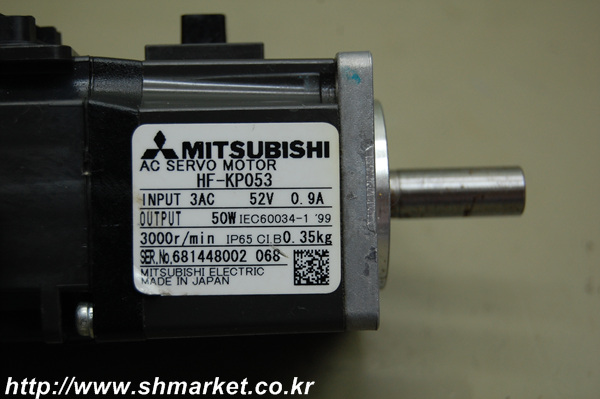 MITSUBISHI
AC SERVO MOTOR
HF-KP053
INPUT 3AC 52V 0.9A
OUTPUT 50W IEC60034-1 '99
3000r/min IP65 CI.B 0.35kg
SER.No.681448002 068
MITSUBISHI ELECTRIC
MADE IN JAPAN
http://www.shmarket.co.kr